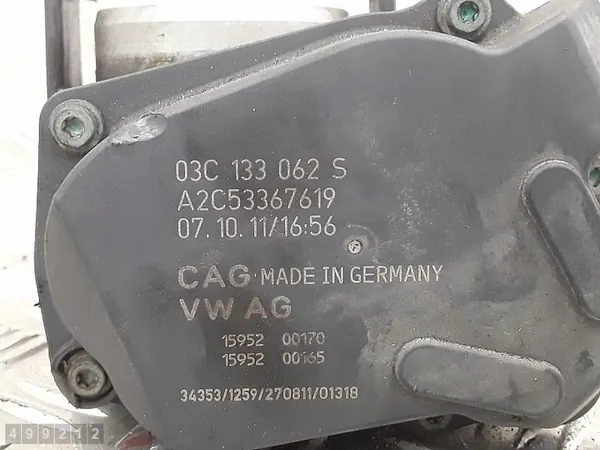 03C 133 062 S
A2C53367619
07.10.11/16:56
CAG MADE IN GERMANY
VW AG
15952 00170
15952 00165
34353/1259/270811/01318
499212